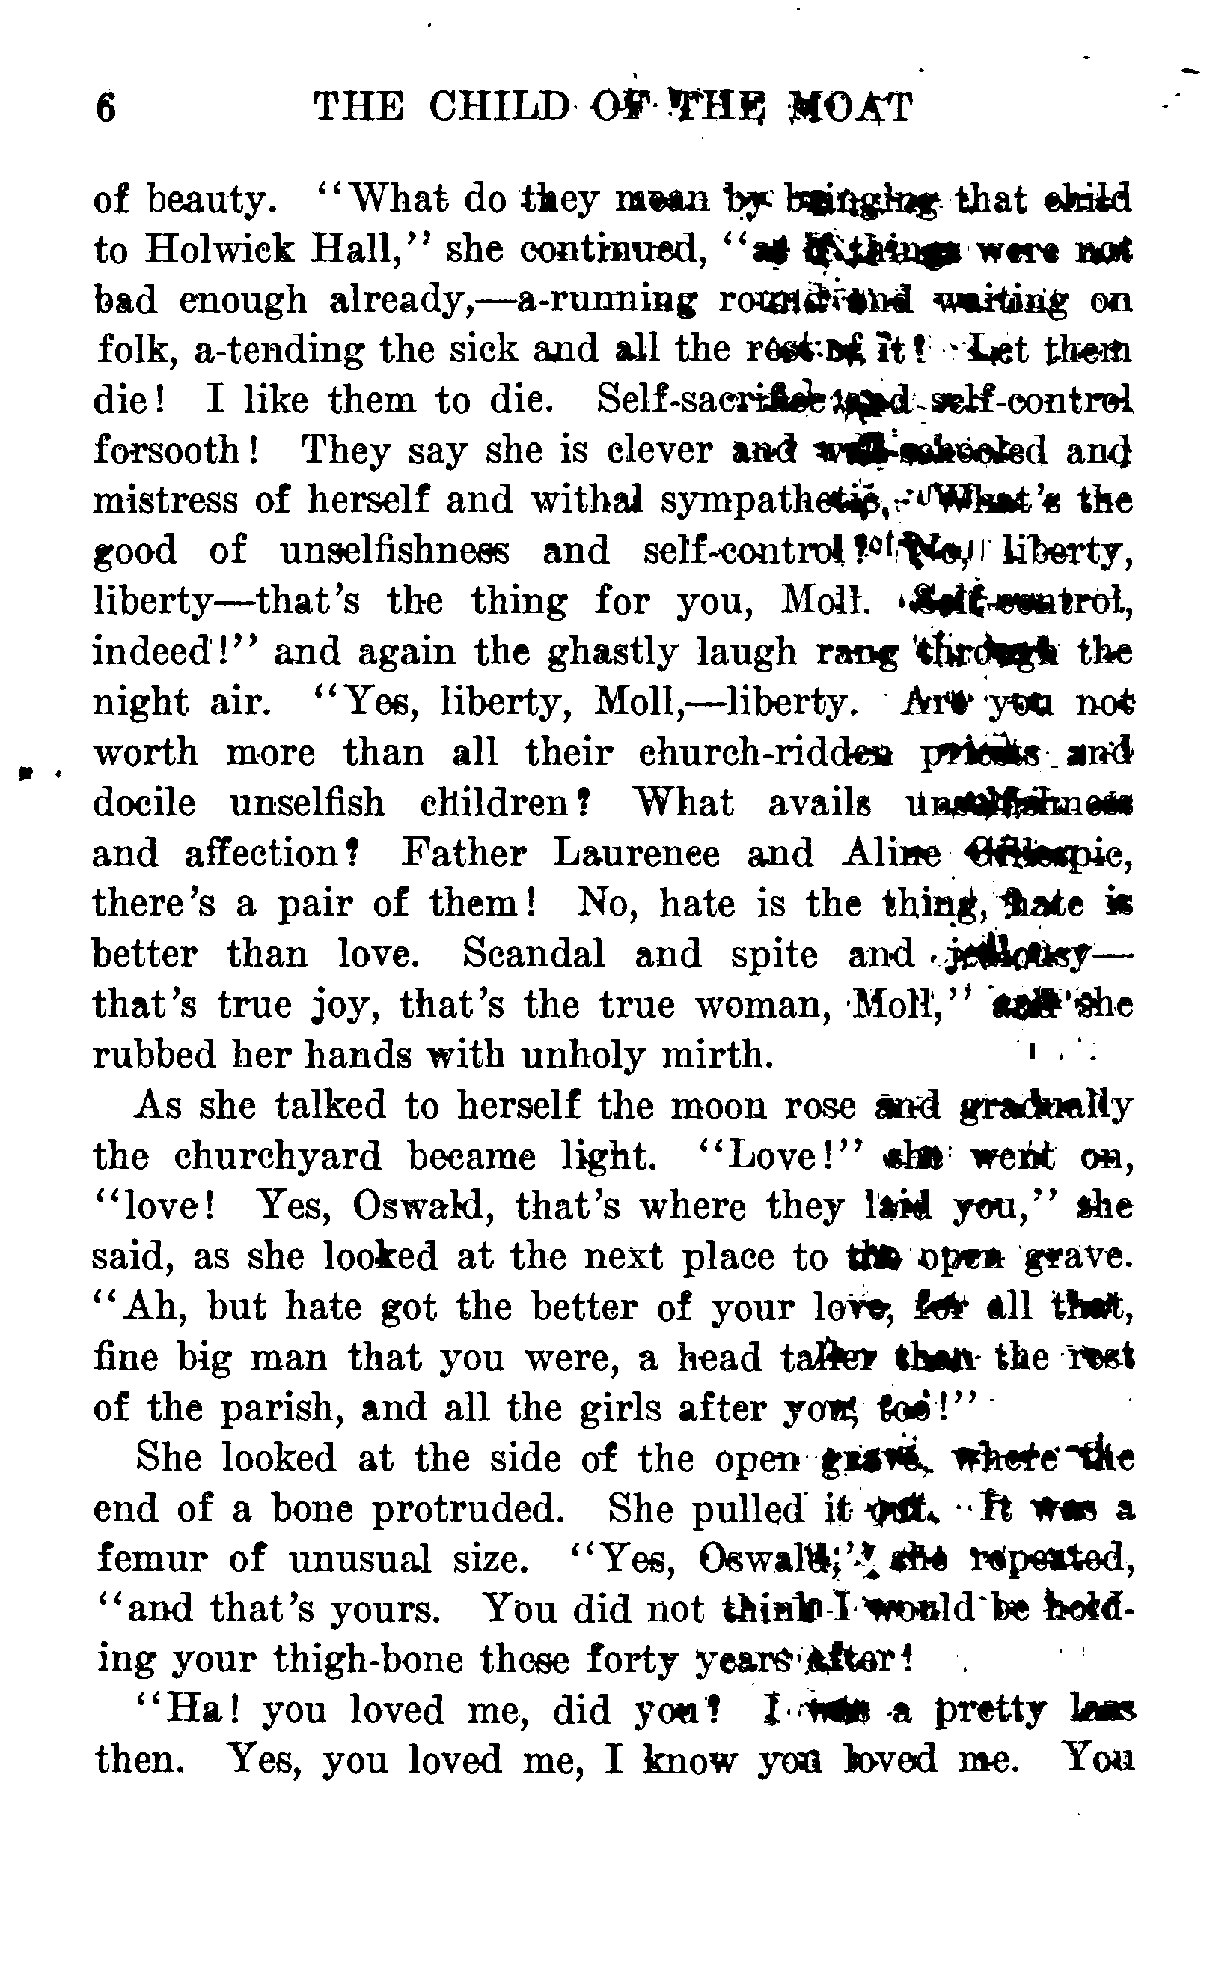 6 THE CHILD OF THE MOAT
of beauty. "What do they mean by bringing that child
to Holwick Hall," she continued, "as if things were not
bad enough already,—a-running round and waiting on
folk, a-tending the sick and all the rest of it! Let them
die! I like them to die. Self-sacrifice and self-control
forsooth! They say she is clever and well-schooled and
mistress of herself and withal sympathetic. What's the
good of unselfishness and self-control? No, liberty,
liberty—that's the thing for you, Moll. Self-control,
indeed!" and again the ghastly laugh rang through the
night air. "Yes, liberty, Moll,—liberty. Are you not
worth more than all their church-ridden priests and
docile unselfish children? What avails unselfishness
and affection? Father Laurence and Aline Gillespie,
there's a pair of them! No, hate is the thing, hate is
better than love. Scandal and spite and jealousy—
that's true joy, that's the true woman, Moll," and she
rubbed her hands with unholy mirth.
As she talked to herself the moon rose and gradually
the churchyard became light. "Love!" she went on,
"love! Yes, Oswald, that's where they laid you," she
said, as she looked at the next place to the open grave.
"Ah, but hate got the better of your love, for all that,
fine big man that you were, a head taller than the rest
of the parish, and all the girls after you, too!"
She looked at the side of the open grave, where the
end of a bone protruded. She pulled it out. It was a
femur of unusual size. "Yes, Oswald," she repeated,
"and that's yours. You did not think I would be hold-
ing your thigh-bone these forty years after!
"Ha! you loved me, did you? I was a pretty lass
then. Yes, you loved me, I know you loved me. You